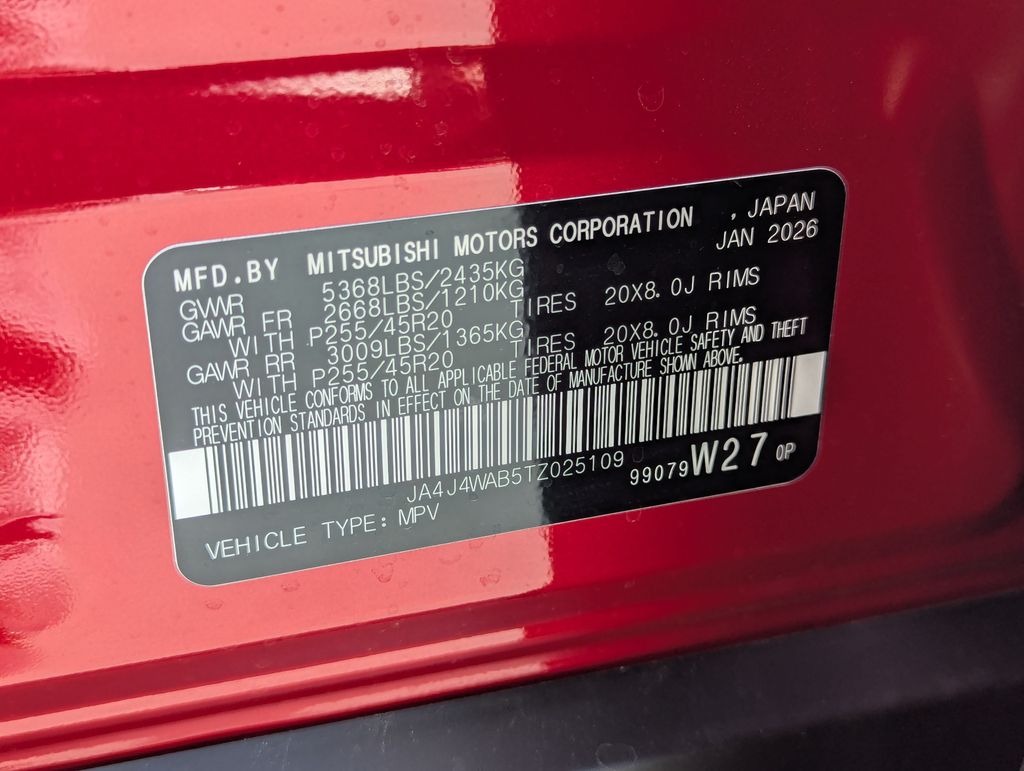 MFD.BY MITSUBISHI MOTORS CORPORATION , JAPAN
GVWR 5368LBS/2435KG JAN 2026
GAWR FR 2668LBS/1210KG
WITH P255/45R20 TIRES 20X8.0J RIMS
GAWR RR 3009LBS/1365KG
WITH P255/45R20 TIRES 20X8.0J RIMS
THIS VEHICLE CONFORMS TO ALL APPLICABLE FEDERAL MOTOR VEHICLE SAFETY AND THEFT
PREVENTION STANDARDS IN EFFECT ON THE DATE OF MANUFACTURE SHOWN ABOVE.
JA4J4WAB5TZ025109
99079 W27 0P
VEHICLE TYPE: MPV